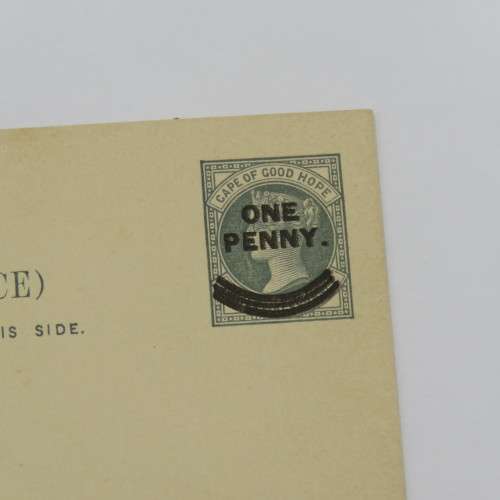 CAPE OF GOOD HOPE
ONE
PENNY.
CE)
IS SIDE.